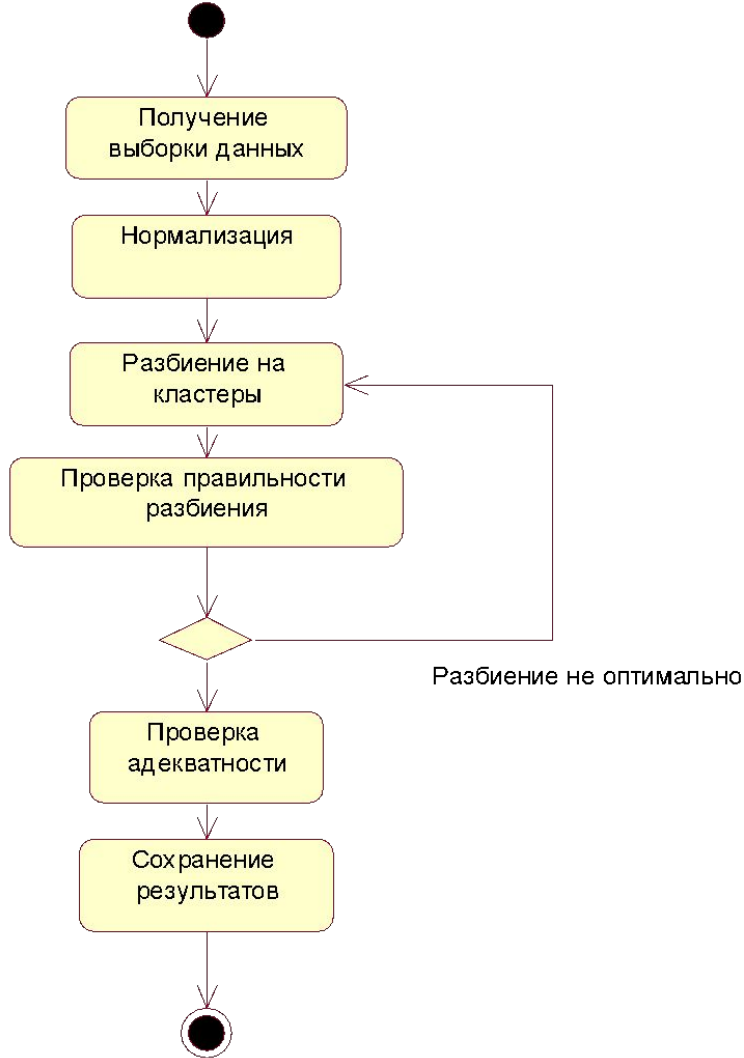 Получение
выборки данных
Нормализация
Разбиение на
кластеры
Проверка правильности
разбиения
Разбиение не оптимально
Проверка
адекватности
Сохранение
результатов